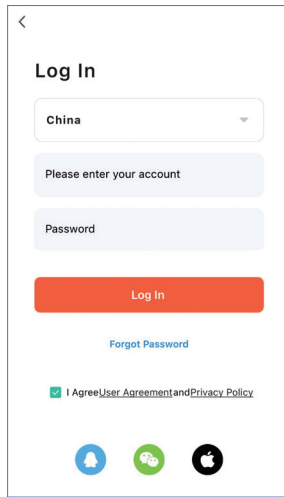 Log In
China
Please enter your account
Password
Log In
Forgot Password
I AgreeUser AgreementandPrivacy Policy